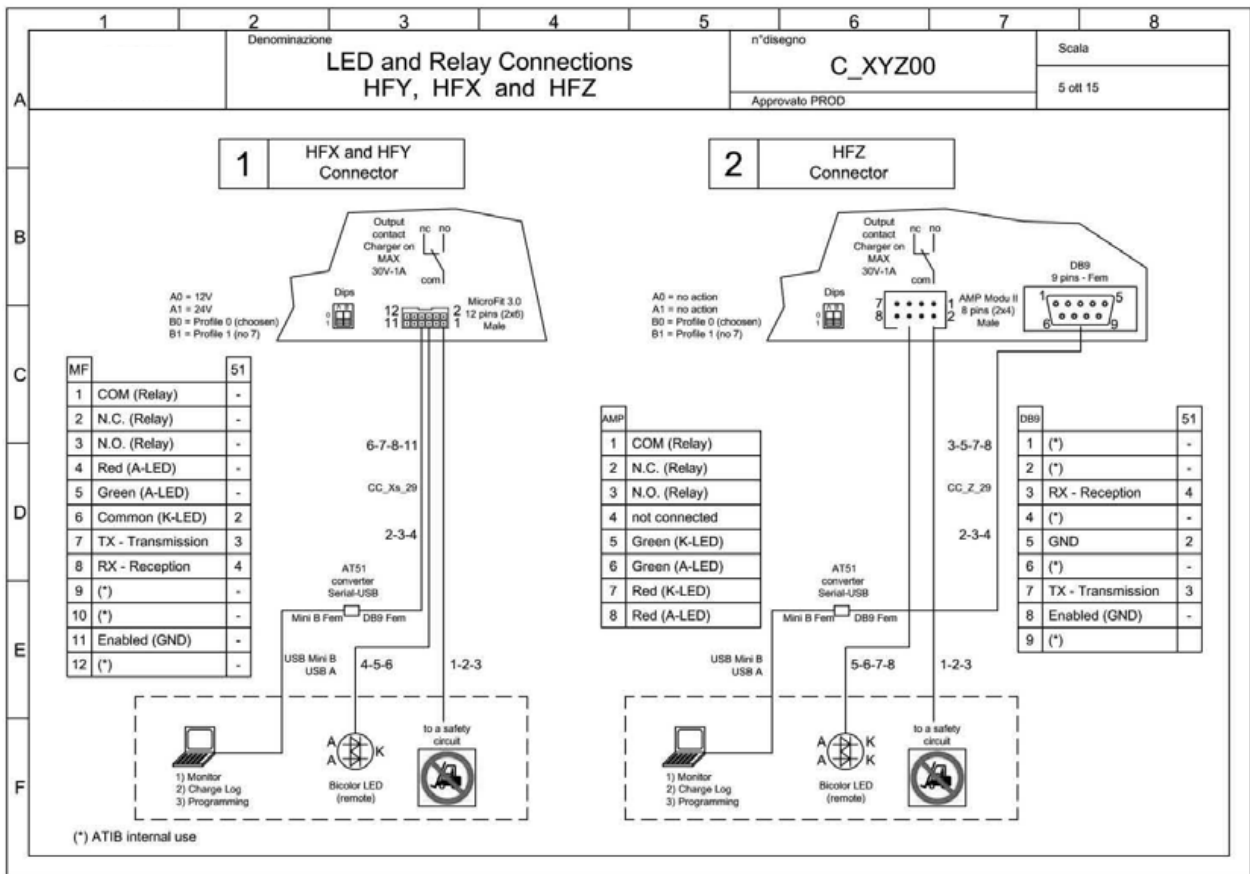 1 2 3 4 5 6 7 8
A
B
C
D
E
F
Denominazione
LED and Relay Connections
HFY, HFX and HFZ
n°disegno
C_XYZ00
Approvato PROD
Scala
5 ott 15
1
HFX and HFY
Connector
Output
contact
Charger on
MAX
30V-1A
nc no
com
A0 = 12V
A1 = 24V
B0 = Profile 0 (choosen)
B1 = Profile 1 (no 7)
Dips
A B
0
1
12 2
11 1
MicroFit 3.0
12 pins (2x6)
Male
MF 51
1 COM (Relay) -
2 N.C. (Relay) -
3 N.O. (Relay) -
4 Red (A-LED) -
5 Green (A-LED) -
6 Common (K-LED) 2
7 TX - Transmission 3
8 RX - Reception 4
9 (*) -
10 (*) -
11 Enabled (GND) -
12 (*) -
6-7-8-11
CC_Xs_29
2-3-4
AT51
converter
Serial-USB
Mini B Fem DB9 Fem
USB Mini B
USB A
4-5-6
1-2-3
1) Monitor
2) Charge Log
3) Programming
A
A
K
Bicolor LED
(remote)
to a safety
circuit
2
HFZ
Connector
Output
contact
Charger on
MAX
30V-1A
nc no
com
A0 = no action
A1 = no action
B0 = Profile 0 (choosen)
B1 = Profile 1 (no 7)
Dips
A B
0
1
7 1
8 2
AMP Modu II
8 pins (2x4)
Male
DB9
9 pins - Fem
1 5
6 9
AMP
1 COM (Relay)
2 N.C. (Relay)
3 N.O. (Relay)
4 not connected
5 Green (K-LED)
6 Green (A-LED)
7 Red (K-LED)
8 Red (A-LED)
3-5-7-8
CC_Z_29
2-3-4
DB9 51
1 (*) -
2 (*) -
3 RX - Reception 4
4 (*) -
5 GND 2
6 (*) -
7 TX - Transmission 3
8 Enabled (GND) -
9 (*)
AT51
converter
Serial-USB
Mini B Fem DB9 Fem
USB Mini B
USB A
5-6-7-8
1-2-3
1) Monitor
2) Charge Log
3) Programming
A K
A K
Bicolor LED
(remote)
to a safety
circuit
(*) ATIB internal use